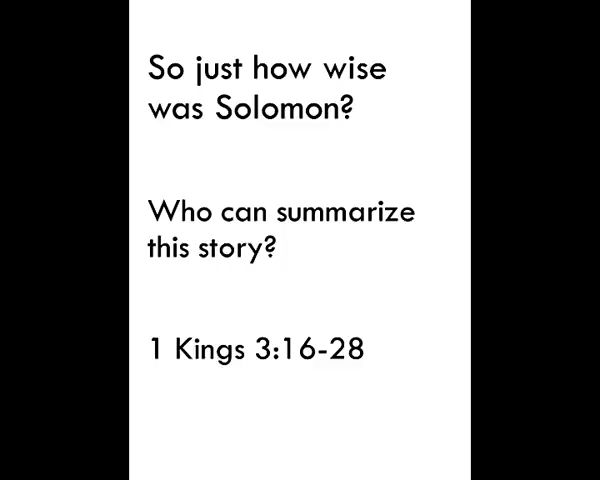 So just how wise
was Solomon?
Who can summarize
this story?
1 Kings 3:16-28